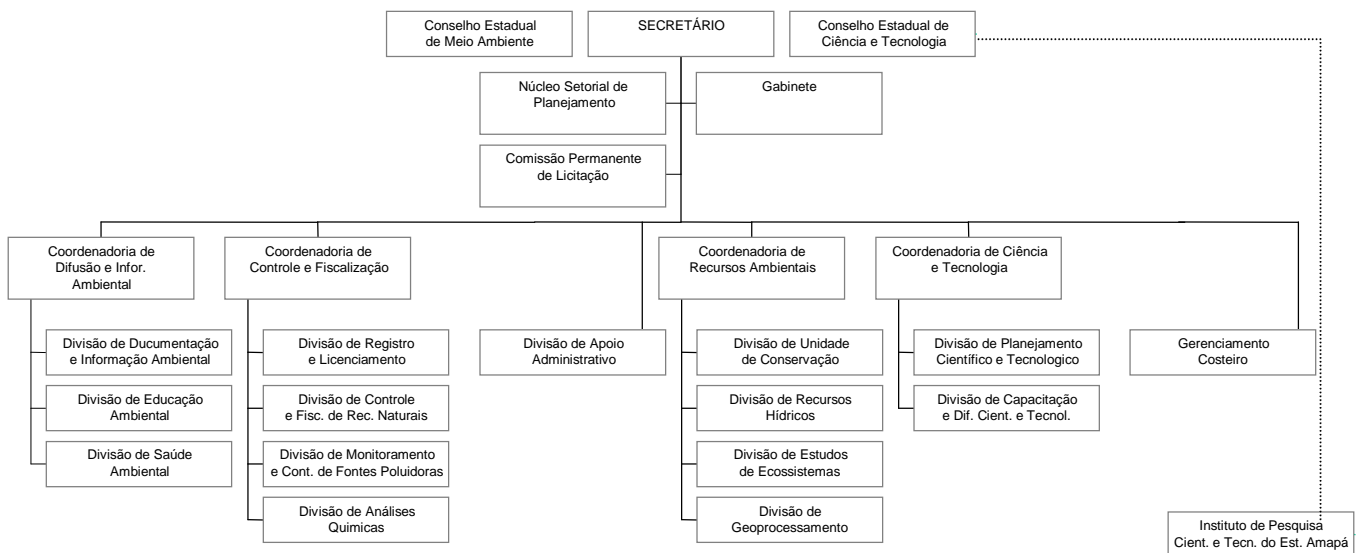 Conselho Estadual
de Meio Ambiente
SECRETÁRIO
Conselho Estadual de
Ciência e Tecnologia
Núcleo Setorial de
Planejamento
Gabinete
Comissão Permanente
de Licitação
Coordenadoria de
Difusão e Infor.
Ambiental
Coordenadoria de
Controle e Fiscalização
Coordenadoria de
Recursos Ambientais
Coordenadoria de Ciência
e Tecnologia
Divisão de Ducumentação
e Informação Ambiental
Divisão de Registro
e Licenciamento
Divisão de Apoio
Administrativo
Divisão de Unidade
de Conservação
Divisão de Planejamento
Científico e Tecnologico
Gerenciamento
Costeiro
Divisão de Educação
Ambiental
Divisão de Controle
e Fisc. de Rec. Naturais
Divisão de Recursos
Hídricos
Divisão de Capacitação
e Dif. Cient. e Tecnol.
Divisão de Saúde
Ambiental
Divisão de Monitoramento
e Cont. de Fontes Poluidoras
Divisão de Estudos
de Ecossistemas
Divisão de Análises
Quimicas
Divisão de
Geoprocessamento
Instituto de Pesquisa
Cient. e Tecn. do Est. Amapá